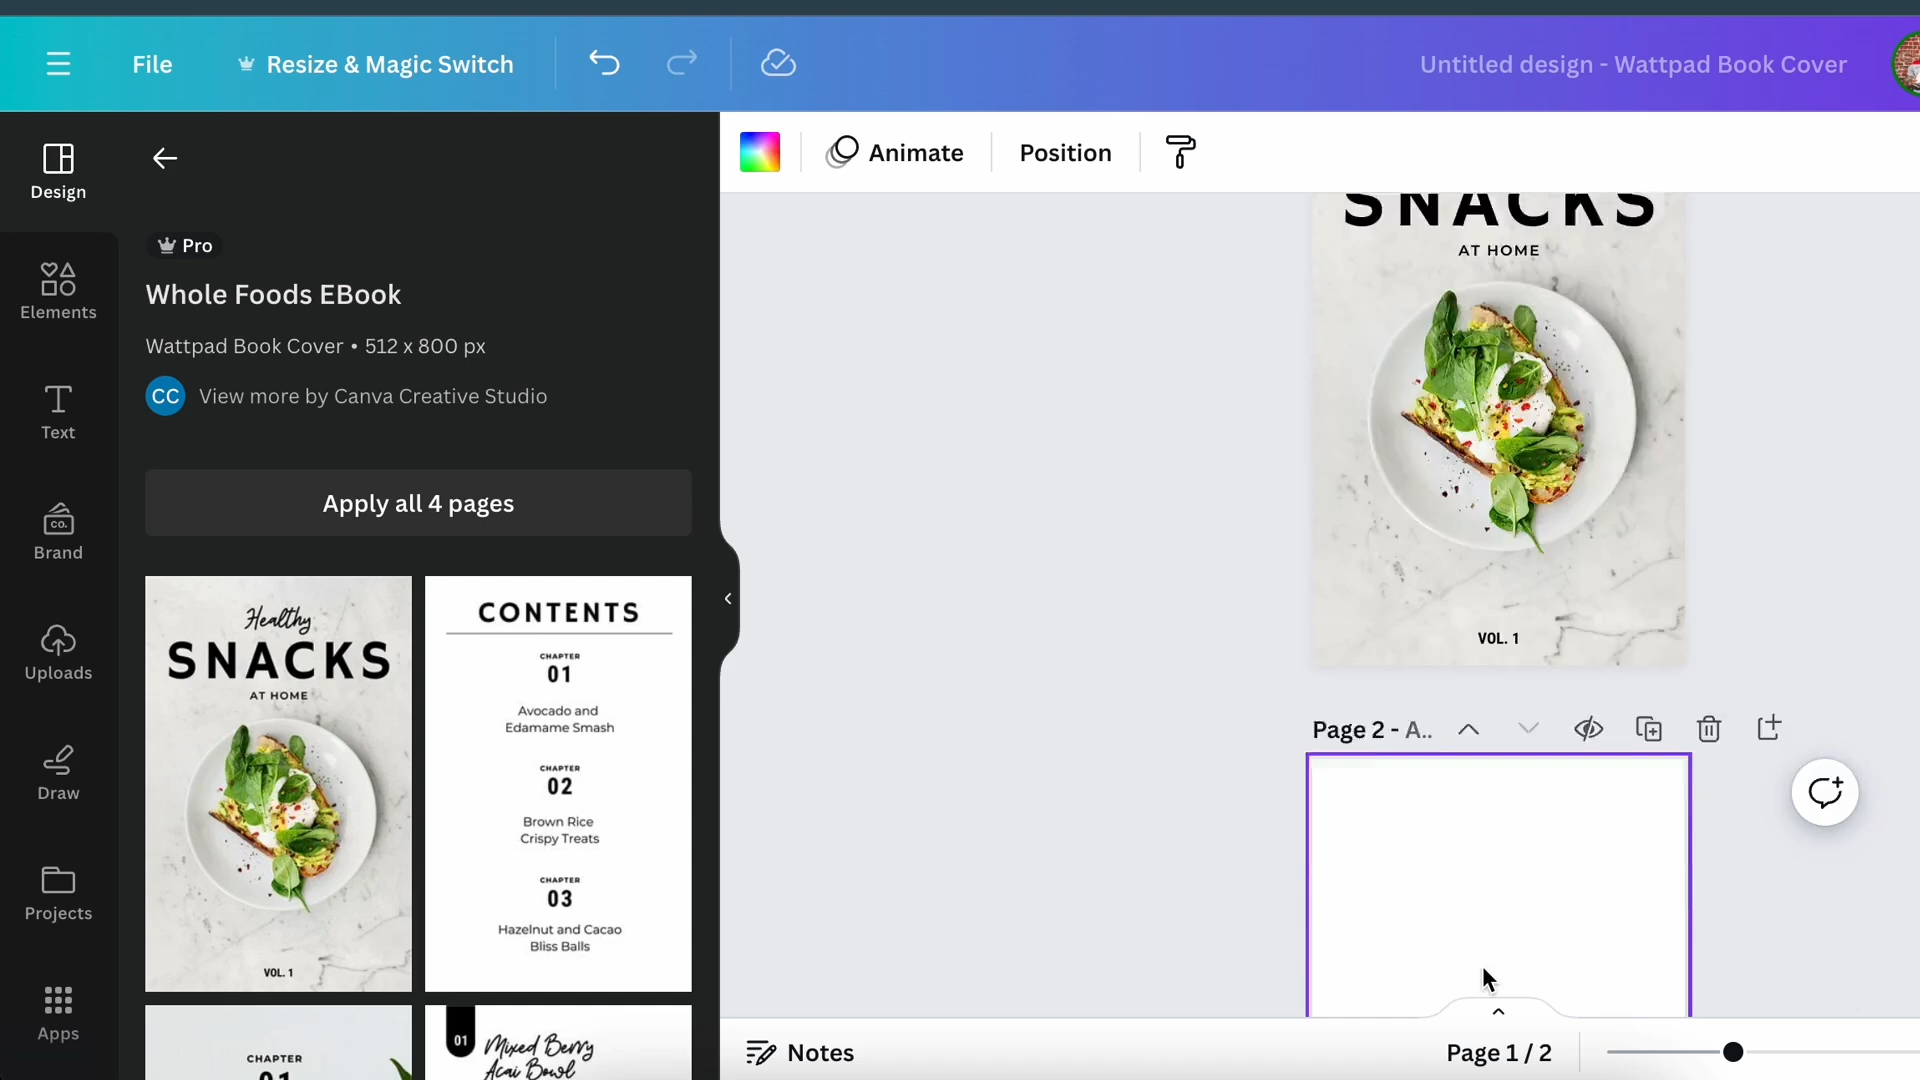 File
Resize & Magic Switch
Untitled design - Wattpad Book Cover
Design
Elements
Text
CO.
Brand
Uploads
Draw
Projects
Apps
Pro
Whole Foods EBook
Wattpad Book Cover • 512 x 800 px
CC
View more by Canva Creative Studio
Apply all 4 pages
Healthy
SNACKS
AT HOME
VOL. 1
CONTENTS
CHAPTER
01
Avocado and
Edamame Smash
CHAPTER
02
Brown Rice
Crispy Treats
CHAPTER
03
Hazelnut and Cacao
Bliss Balls
CHAPTER
01
01
Mixed Berry
Acai Bowl
Animate
Position
SNACKS
AT HOME
VOL. 1
Page 2 - A..
Notes
Page 1 / 2